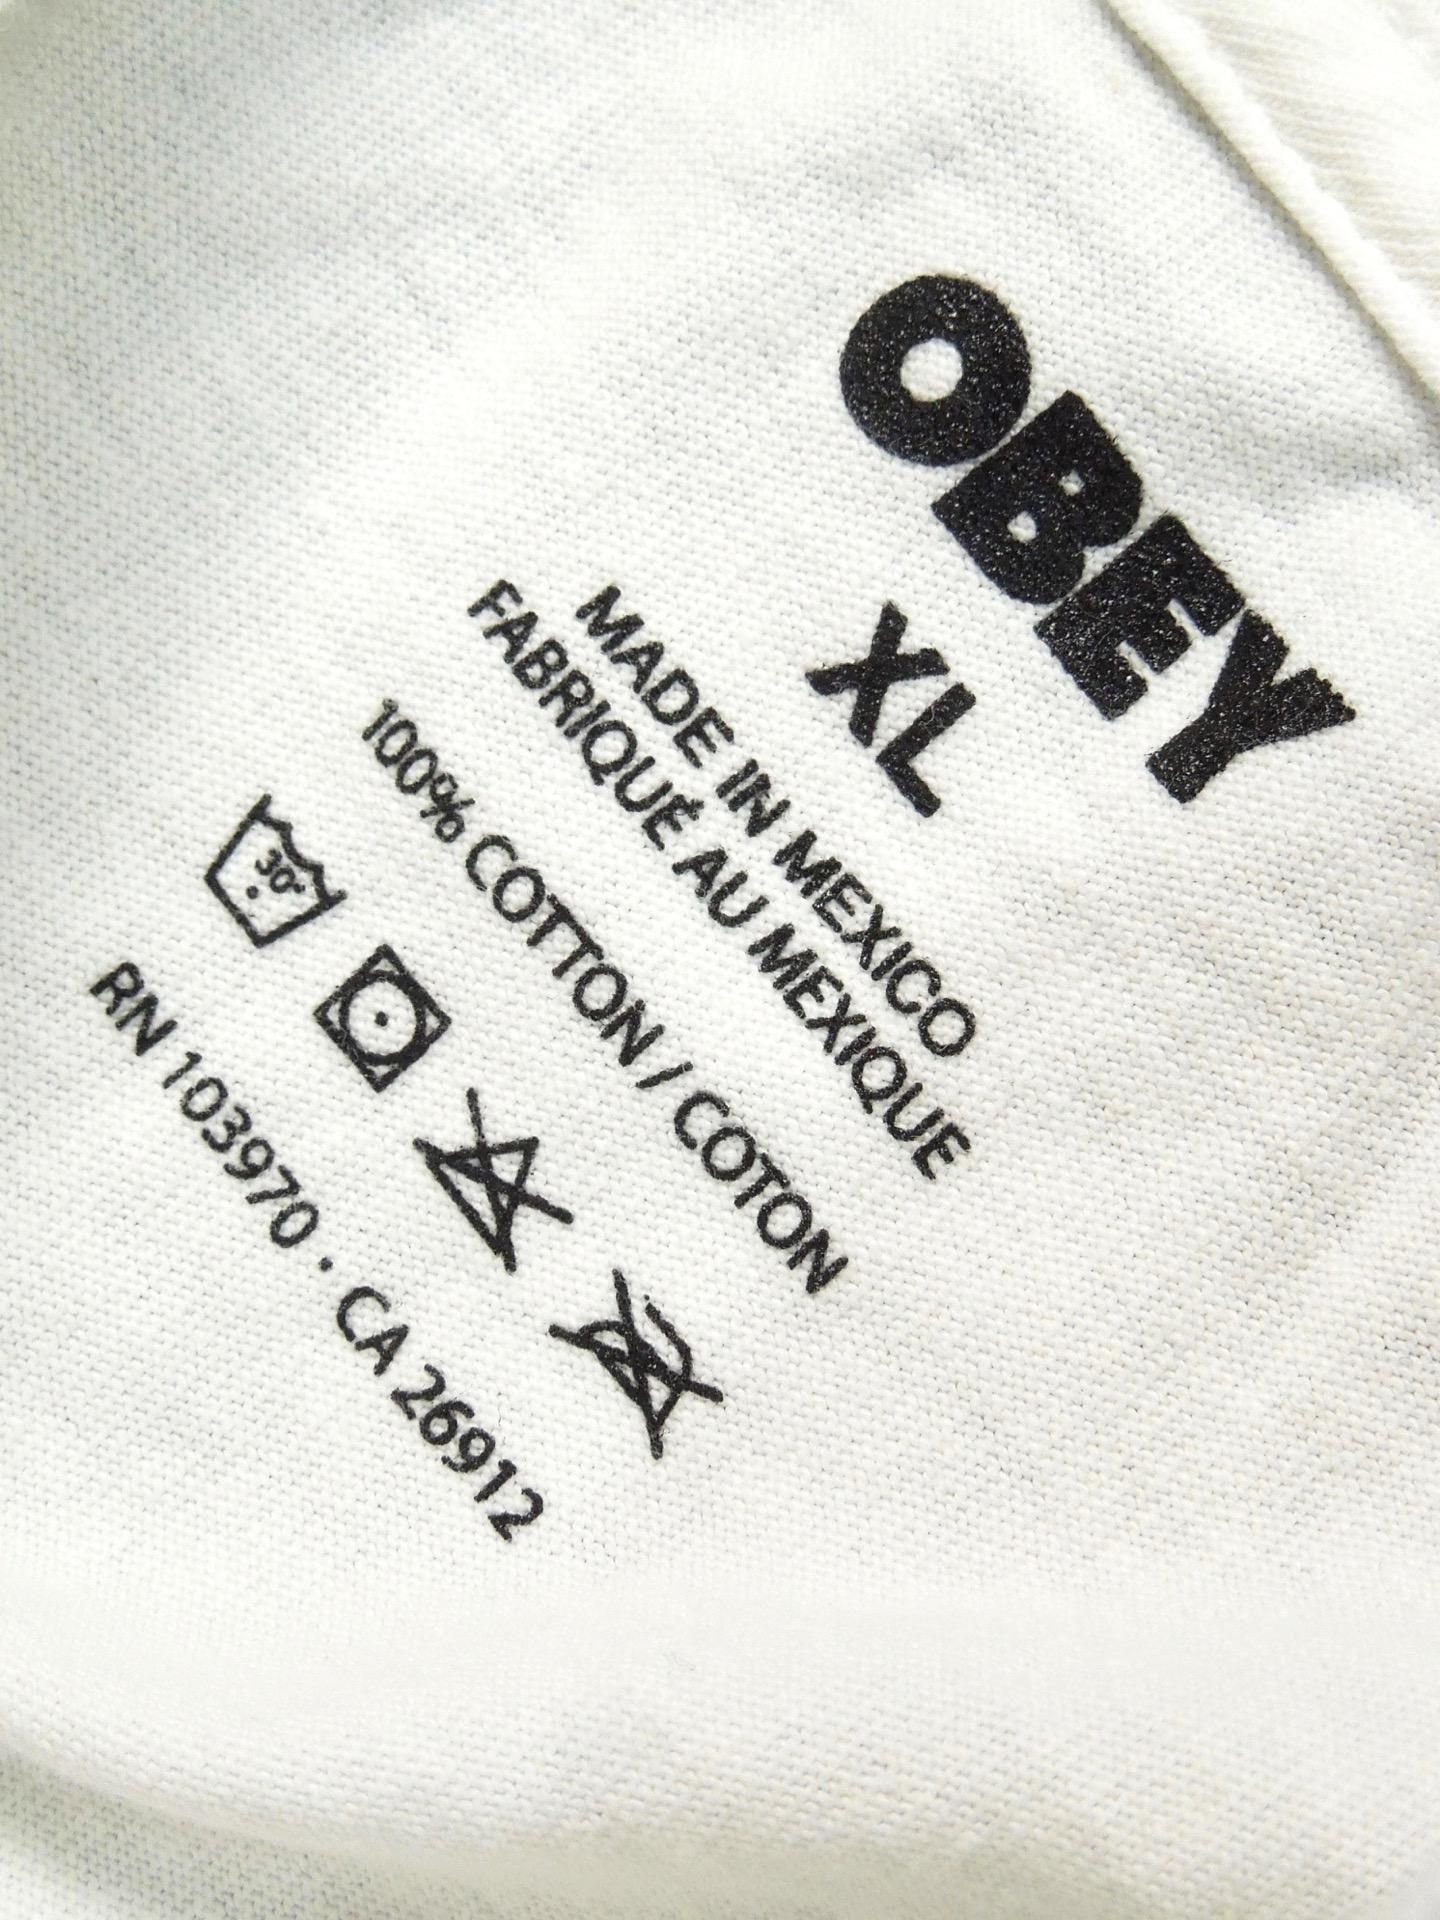 OBEY
XL
MADE IN MEXICO
FABRIQUÉ AU MEXIQUE
100% COTTON / COTON
30°
RN 103970 · CA 26912